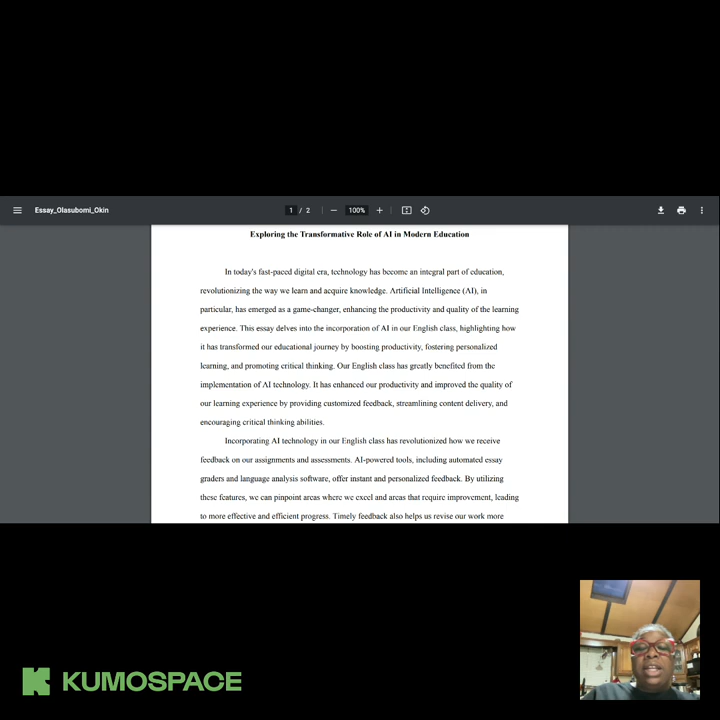 Essay_Olasubomi_Okin
1 / 2
100%
Exploring the Transformative Role of AI in Modern Education
In today's fast-paced digital era, technology has become an integral part of education,
revolutionizing the way we learn and acquire knowledge. Artificial Intelligence (AI), in
particular, has emerged as a game-changer, enhancing the productivity and quality of the learning
experience. This essay delves into the incorporation of AI in our English class, highlighting how
it has transformed our educational journey by boosting productivity, fostering personalized
learning, and promoting critical thinking. Our English class has greatly benefited from the
implementation of AI technology. It has enhanced our productivity and improved the quality of
our learning experience by providing customized feedback, streamlining content delivery, and
encouraging critical thinking abilities.
Incorporating AI technology in our English class has revolutionized how we receive
feedback on our assignments and assessments. AI-powered tools, including automated essay
graders and language analysis software, offer instant and personalized feedback. By utilizing
these features, we can pinpoint areas where we excel and areas that require improvement, leading
to more effective and efficient progress. Timely feedback also helps us revise our work more
KUMOSPACE